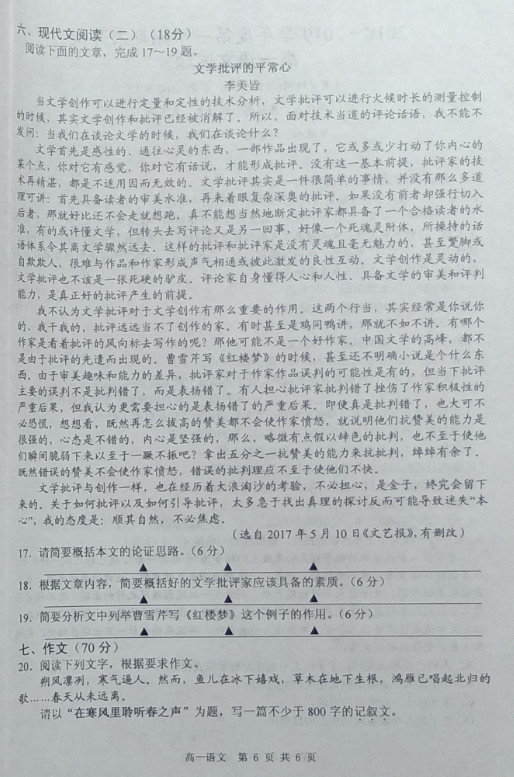 六、现代文阅读（二）（18分）
阅读下面的文章，完成17～19题。
文学批评的平常心
李美皆
当文学创作可以进行定量和定性的技术分析，文学批评可以进行火候时长的测量控制
的时候，其实文学创作和批评已经被消解了。所以，面对技术当道的评论话语，我不能不
发问：当我们在谈论文学的时候，我们在谈论什么？
文学首先是感性的、通往心灵的东西，一部作品出现了，它或多或少打动了你内心的
某个点，你对它有感觉，你对它有话说，才能形成批评。没有这一基本前提，批评家的技
术再精湛，都是不适用因而无效的。文学批评其实是一件很简单的事情，并没有那么多道
理可讲：首先具备读者的审美水准，再来着眼复杂深奥的批评。如果没有前者却强行切入
后者，那就好比还不会走就想跑。真不能想当然地断定批评家都具备了一个合格读者的水
准，有的或许懂文学，但转头去写评论又是另一回事，好像一个死魂灵附体，所操持的话
语体系令其离文学骤然远去。这样的批评和批评家是没有灵魂且毫无魅力的，甚至蹩脚或
自欺欺人，很难与作品和作家形成声气相通或彼此激发的良性互动。文学创作是灵动的，
文学批评也不该是一张死硬的驴皮。评论家自身懂得人心和人性、具备文学的审美和评判
能力，是真正好的批评产生的前提。
我不认为文学批评对于文学创作有那么重要的作用。这两个行当，其实经常是你说你
的，我干我的，批评远远当不了创作的家。有时甚至是鸡同鸭讲，那就不如不讲。有哪个
作家是看着批评的风向标去写作的呢？那他可能不是一个好作家，中国文学的高峰，都不
是由于批评的先遣而出现的。曹雪芹写《红楼梦》的时候，甚至还不明确小说是个什么东
西。由于审美趣味和能力的差异，批评家对于作家作品误判的可能性是有的，但当下批评
主要的误判不是批判错了，而是表扬错了。有人担心批评家批判错了挫伤了作家积极性的
严重后果，但我认为更需要担心的是表扬错了的严重后果。即使真是批判错了，也大可不
必恐慌，想想看，既然再怎么拔高的赞美都不会使作家愤怒，就说明他们抗赞美的能力是
很强的，心态是不错的，内心是坚强的，那么，略微有点假以辞色的批判，也不至于使他
们瞬间脆弱下来以至于一蹶不振吧？拿出五分之一抗赞美的能力来抗批判，绰绰有余了。
既然错误的赞美不会使作家愤怒，错误的批判理应不至于使他们不快。
文学批评与创作一样，也在经历着大浪淘沙的考验，不必担心，是金子，终究会留下
来的。关于如何批评以及如何引导批评，太多急于找出真理的探讨反而可能导致迷失“本
心”，我的态度是：顺其自然，不必焦虑。
（选自2017年5月10日《文艺报》，有删改）
17. 请简要概括本文的论证思路。（6分）
▲ ▲ ▲
18. 根据文章内容，简要概括好的文学批评家应该具备的素质。（6分）
▲ ▲ ▲
19. 简要分析文中列举曹雪芹写《红楼梦》这个例子的作用。（6分）
▲ ▲ ▲
七、作文（70分）
20. 阅读下列文字，根据要求作文。
朔风凛冽，寒气逼人。然而，鱼儿在冰下嬉戏，草木在地下生根，鸿雁已唱起北归的
歌……春天从未远离。
请以“在寒风里聆听春之声”为题，写一篇不少于800字的记叙文。
高一语文 第6页 共6页